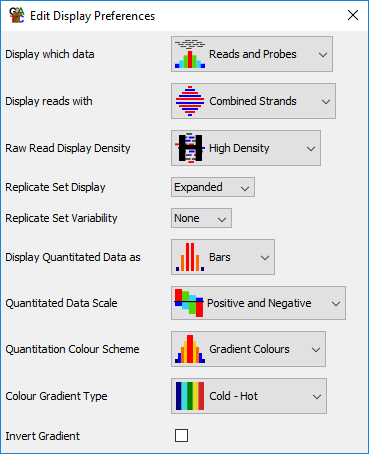 Edit Display Preferences
Display which data Reads and Probes
Display reads with Combined Strands
Raw Read Display Density High Density
Replicate Set Display Expanded
Replicate Set Variability None
Display Quantitated Data as Bars
Quantitated Data Scale Positive and Negative
Quantitation Colour Scheme Gradient Colours
Colour Gradient Type Cold - Hot
Invert Gradient